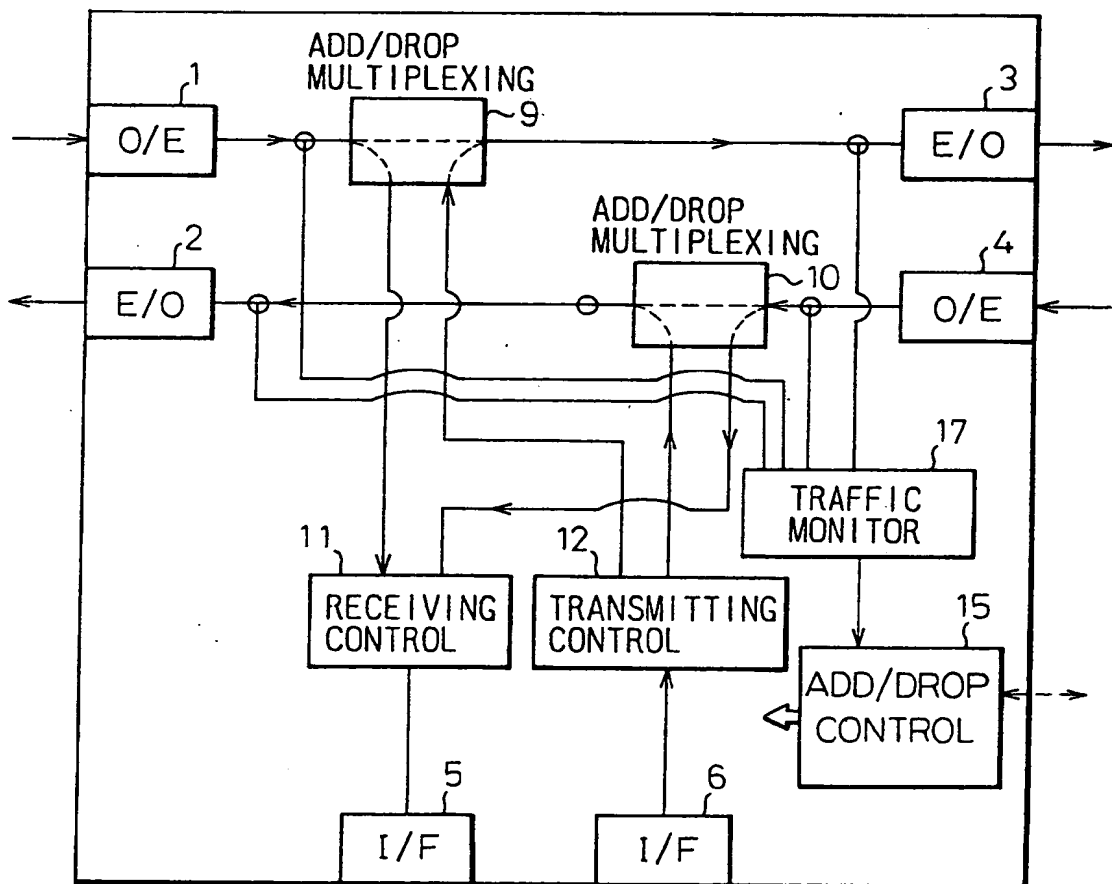 ADD/DROP
MULTIPLEXING
1
9
3
O/E
E/O
ADD/DROP
MULTIPLEXING
2
10
4
E/O
O/E
17
TRAFFIC
MONITOR
11
12
RECEIVING
CONTROL
TRANSMITTING
CONTROL
15
ADD/DROP
CONTROL
5
6
I/F
I/F